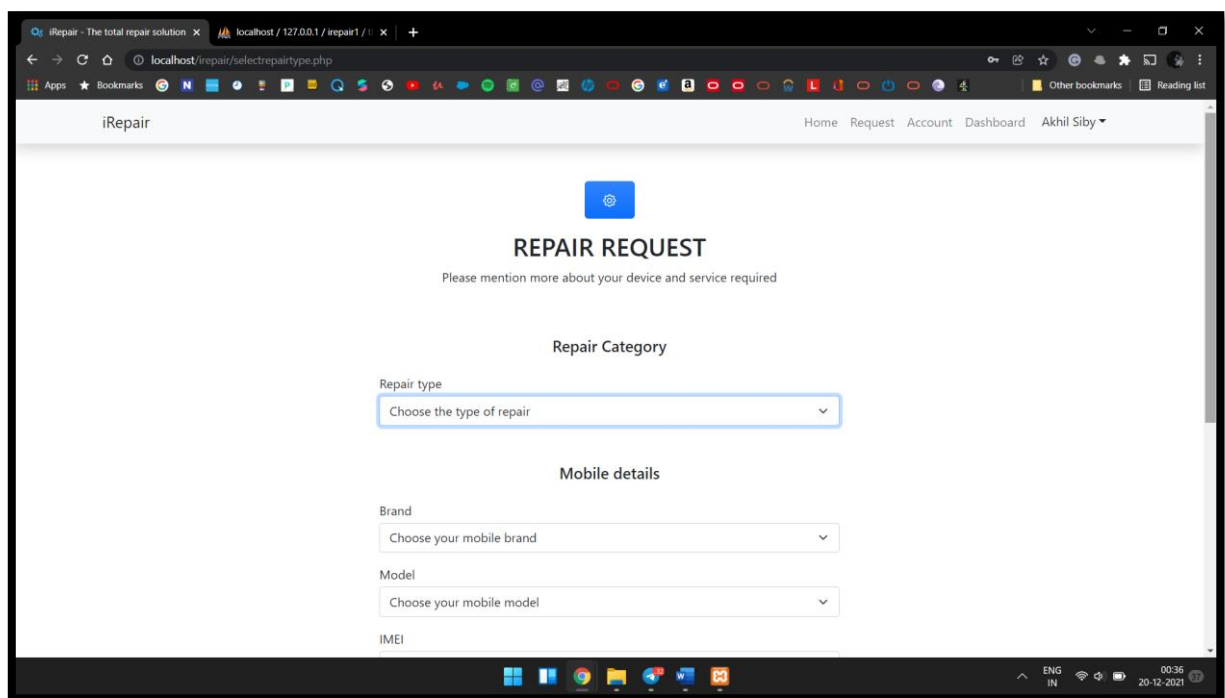 iRepair - The total repair solution
localhost / 127.0.0.1 / irepair1 / t
localhost/irepair/selectrepairtype.php
Apps Bookmarks Other bookmarks Reading list
iRepair Home Request Account Dashboard Akhil Siby
REPAIR REQUEST
Please mention more about your device and service required
Repair Category
Repair type
Choose the type of repair
Mobile details
Brand
Choose your mobile brand
Model
Choose your mobile model
IMEI
ENG
IN
00:36
20-12-2021
37